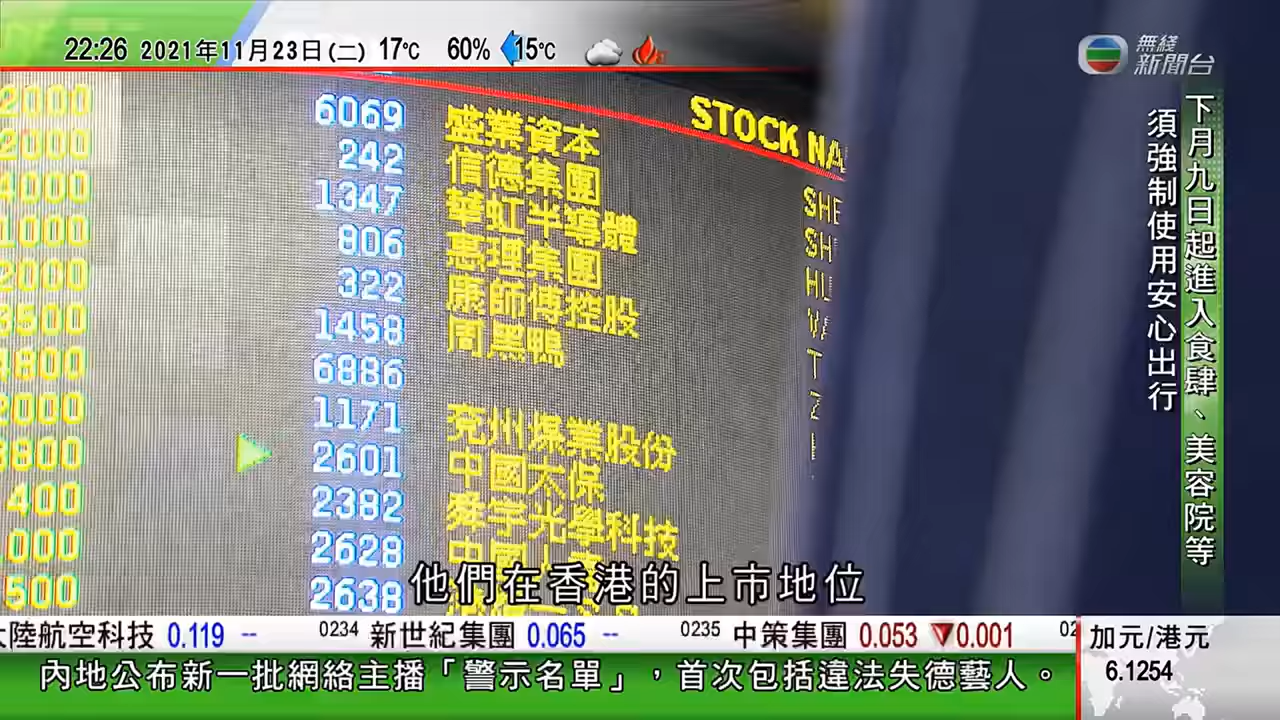 22:26 2021年11月23日(二) 17℃ 60% 15℃
無綫
新聞台
下月九日起進入食肆、美容院等
須強制使用安心出行
STOCK NA
2000 6069 盛業資本 SHE
2000 242 信德集團 SH
4000 1347 華虹半導體
1000 806 惠理集團
2060 322 康師傅控股
3500 1458 周黑鴨
4800 6886
2000 1171 兗州煤業股份
3800 2601 中國太保
400 2382 舜宇光學科技
000 2628
500 2638
他們在香港的上市地位
大陸航空科技 0.119 -- 0234 新世紀集團 0.065 -- 0235 中策集團 0.053 ▼0.001 02
加元/港元
6.1254
內地公布新一批網絡主播「警示名單」，首次包括違法失德藝人。